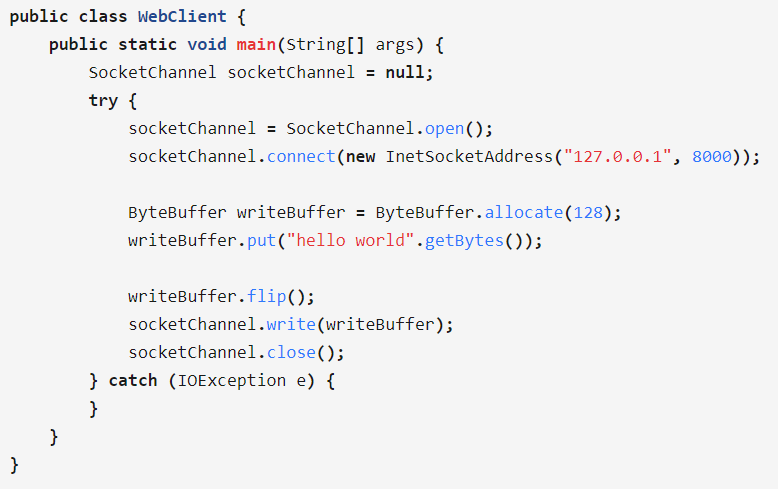 public class WebClient {
    public static void main(String[] args) {
        SocketChannel socketChannel = null;
        try {
            socketChannel = SocketChannel.open();
            socketChannel.connect(new InetSocketAddress("127.0.0.1", 8000));

            ByteBuffer writeBuffer = ByteBuffer.allocate(128);
            writeBuffer.put("hello world".getBytes());

            writeBuffer.flip();
            socketChannel.write(writeBuffer);
            socketChannel.close();
        } catch (IOException e) {
        }
    }
}